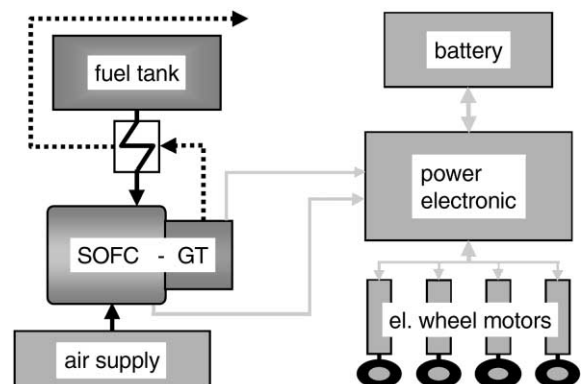 fuel tank
battery
power
electronic
SOFC - GT
el. wheel motors
air supply